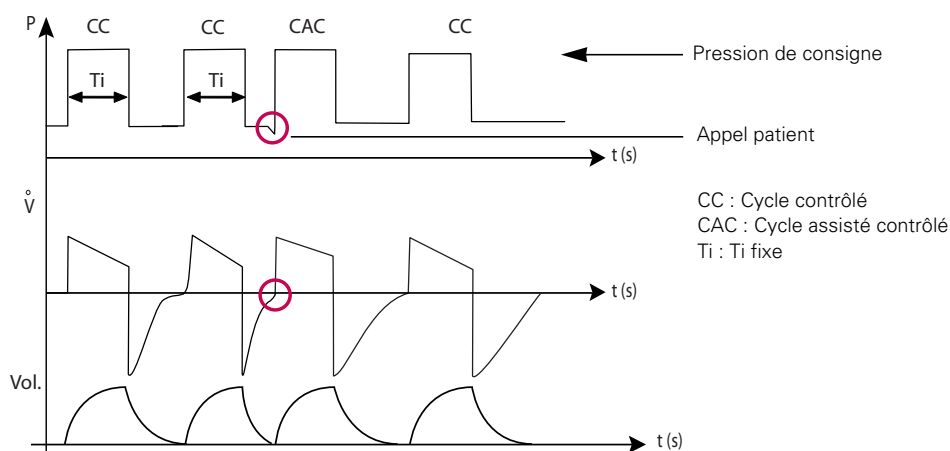 P
CC
CC
CAC
CC
Pression de consigne
Ti
Ti
Appel patient
t (s)
V̊
CC : Cycle contrôlé
CAC : Cycle assisté contrôlé
Ti : Ti fixe
t (s)
Vol.
t (s)